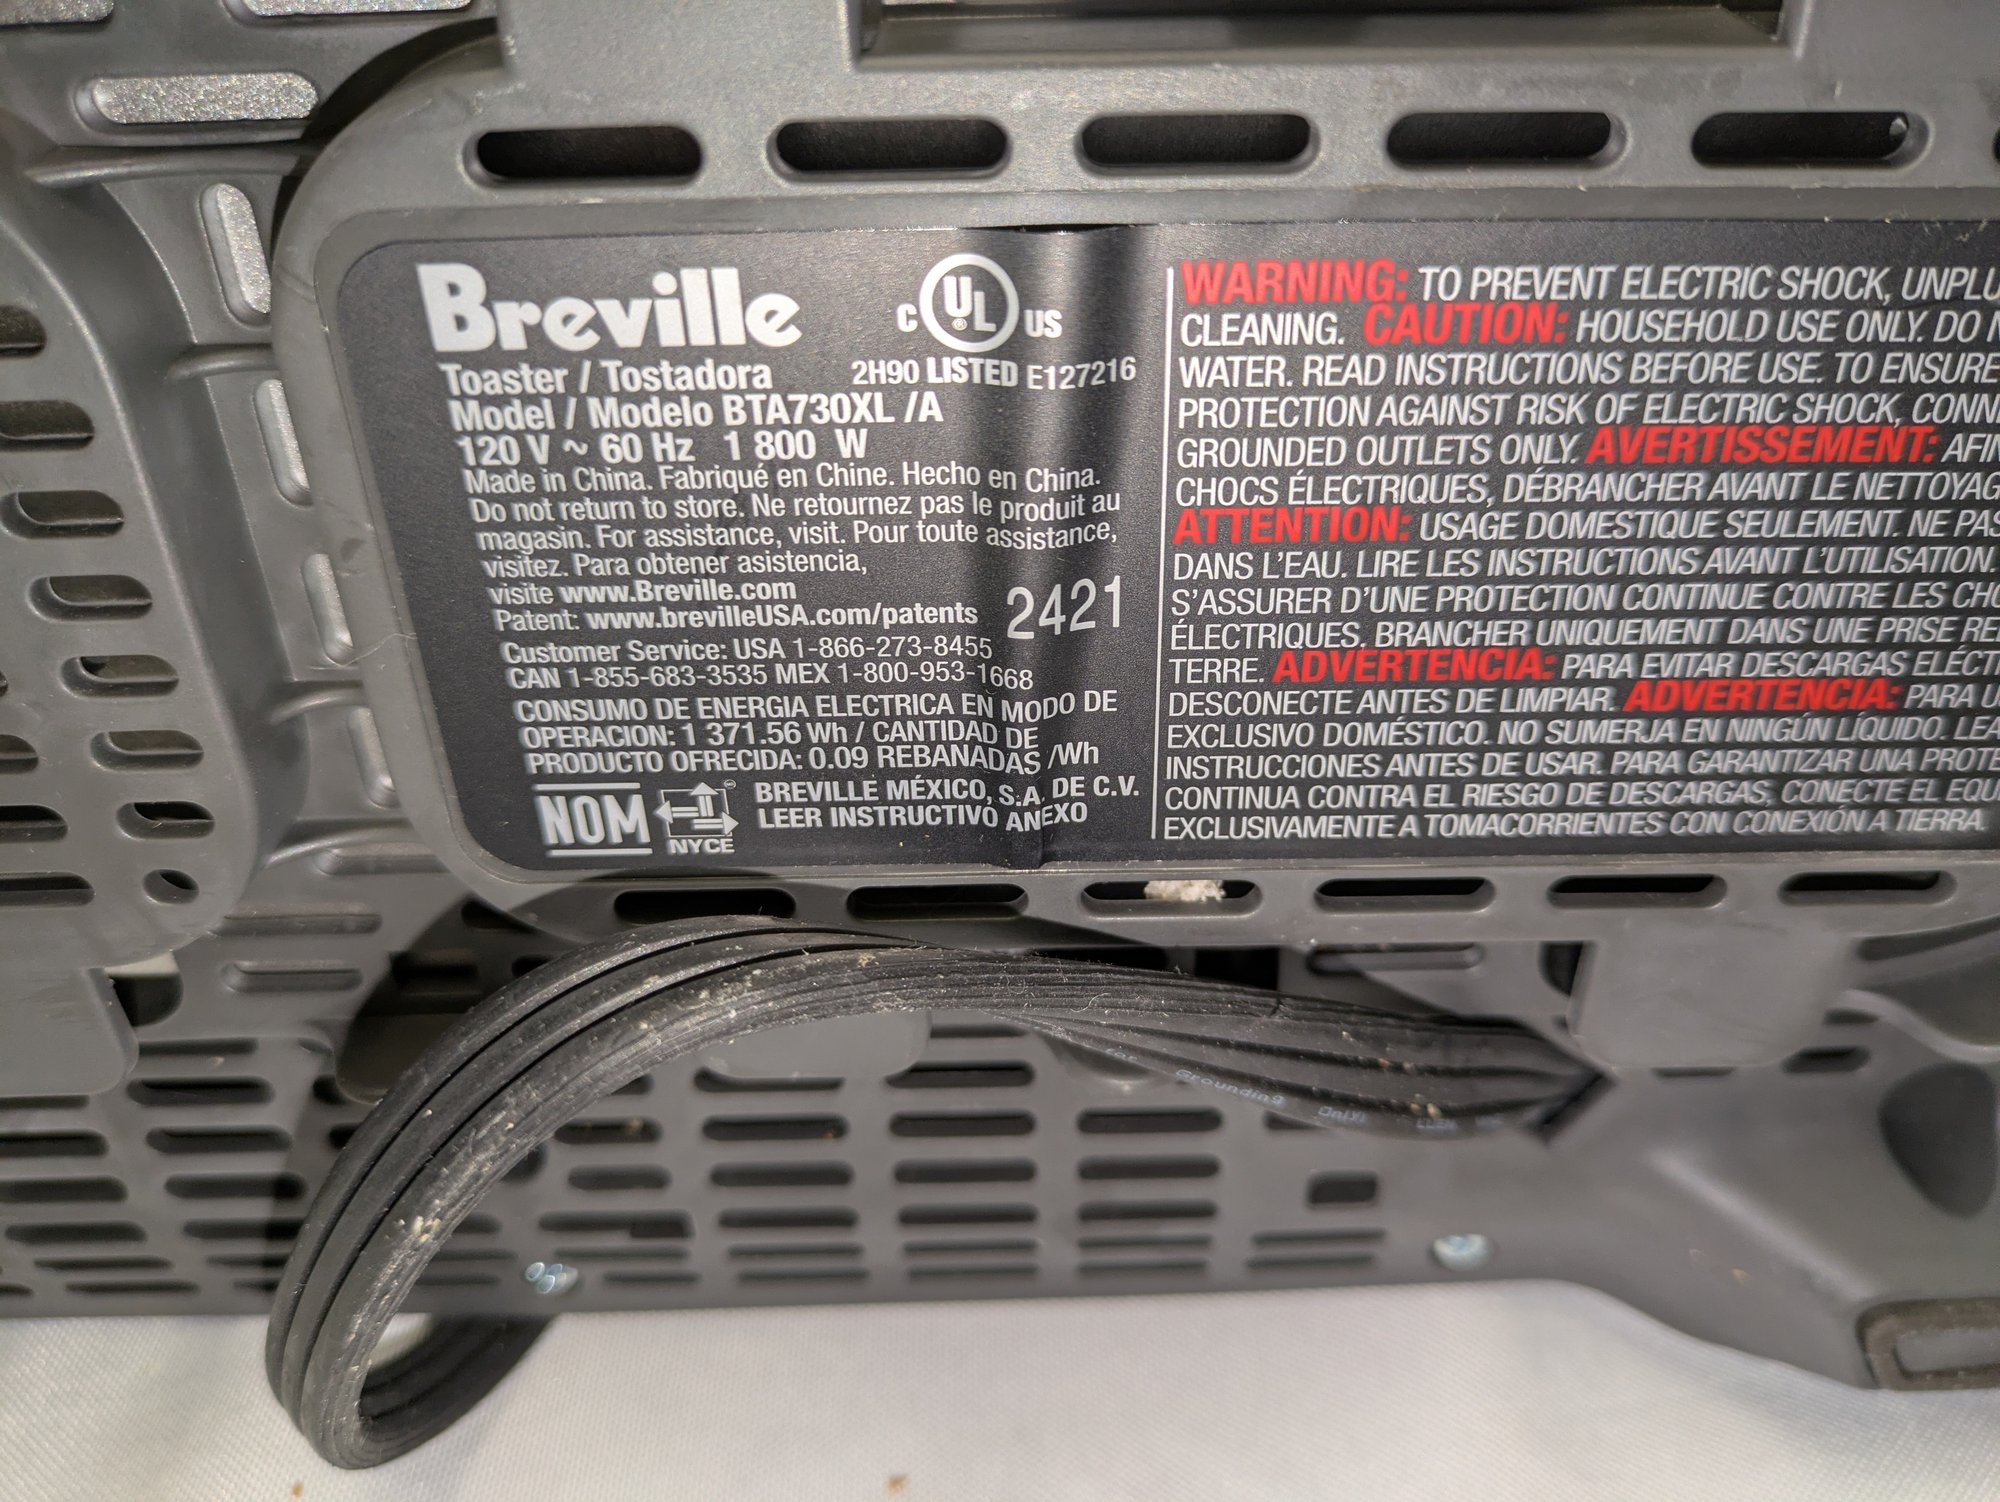 Breville
C UL ® US
Toaster / Tostadora 2H90 LISTED E127216
Model / Modelo BTA730XL /A
120 V ~ 60 Hz 1 800 W
Made in China. Fabriqué en Chine. Hecho en China.
Do not return to store. Ne retournez pas le produit au
magasin. For assistance, visit. Pour toute assistance,
visitez. Para obtener asistencia,
visite www.Breville.com
Patent: www.brevilleUSA.com/patents
2421
Customer Service: USA 1-866-273-8455
CAN 1-855-683-3535 MEX 1-800-953-1668
CONSUMO DE ENERGIA ELECTRICA EN MODO DE
OPERACION: 1 371.56 Wh / CANTIDAD DE
PRODUCTO OFRECIDA: 0.09 REBANADAS /Wh
NOM
NYCE
BREVILLE MÉXICO, S.A. DE C.V.
LEER INSTRUCTIVO ANEXO
WARNING: TO PREVENT ELECTRIC SHOCK, UNPLU
CLEANING. CAUTION: HOUSEHOLD USE ONLY. DO N
WATER. READ INSTRUCTIONS BEFORE USE. TO ENSURE
PROTECTION AGAINST RISK OF ELECTRIC SHOCK, CONN
GROUNDED OUTLETS ONLY. AVERTISSEMENT: AFIN
CHOCS ÉLECTRIQUES, DÉBRANCHER AVANT LE NETTOYAG
ATTENTION: USAGE DOMESTIQUE SEULEMENT. NE PAS
DANS L'EAU. LIRE LES INSTRUCTIONS AVANT L'UTILISATION.
S'ASSURER D'UNE PROTECTION CONTINUE CONTRE LES CHO
ÉLECTRIQUES, BRANCHER UNIQUEMENT DANS UNE PRISE REL
TERRE. ADVERTENCIA: PARA EVITAR DESCARGAS ELÉCT
DESCONECTE ANTES DE LIMPIAR. ADVERTENCIA: PARA U
EXCLUSIVO DOMÉSTICO. NO SUMERJA EN NINGÚN LÍQUIDO. LEA
INSTRUCCIONES ANTES DE USAR. PARA GARANTIZAR UNA PROTE
CONTINUA CONTRA EL RIESGO DE DESCARGAS, CONECTE EL EQU
EXCLUSIVAMENTE A TOMACORRIENTES CON CONEXIÓN A TIERRA.
For Grounding Only